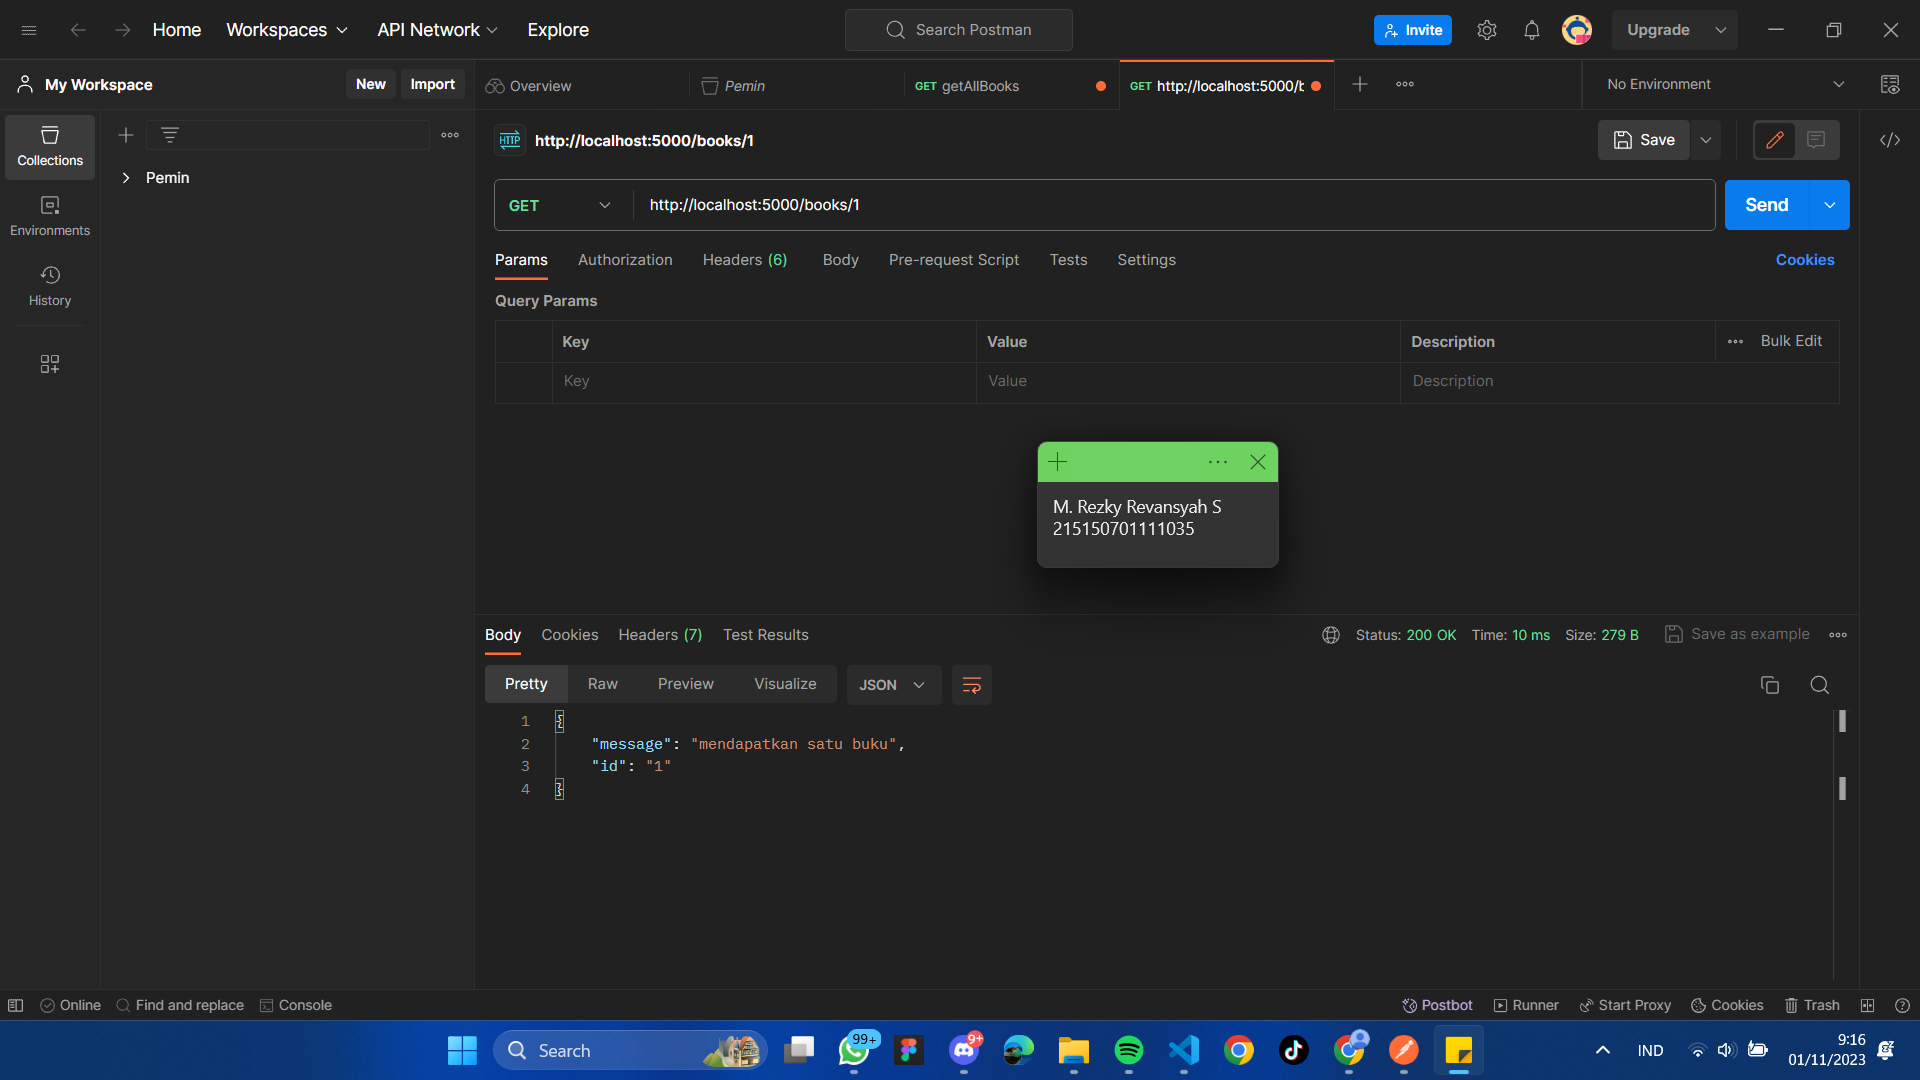 Home Workspaces API Network Explore Search Postman Invite Upgrade
My Workspace New Import Overview Pemin GET getAllBooks GET http://localhost:5000/b No Environment
HTTP http://localhost:5000/books/1 Save
Collections
Pemin
Environments
History
GET http://localhost:5000/books/1 Send
Params Authorization Headers (6) Body Pre-request Script Tests Settings Cookies
Query Params
Key Value Description Bulk Edit
Key Value Description
M. Rezky Revansyah S
215150701111035
Body Cookies Headers (7) Test Results Status: 200 OK Time: 10 ms Size: 279 B Save as example
Pretty Raw Preview Visualize JSON
1 {
2 "message": "mendapatkan satu buku",
3 "id": "1"
4 }
Online Find and replace Console Postbot Runner Start Proxy Cookies Trash
Search 99+ 9+ IND 9:16
01/11/2023